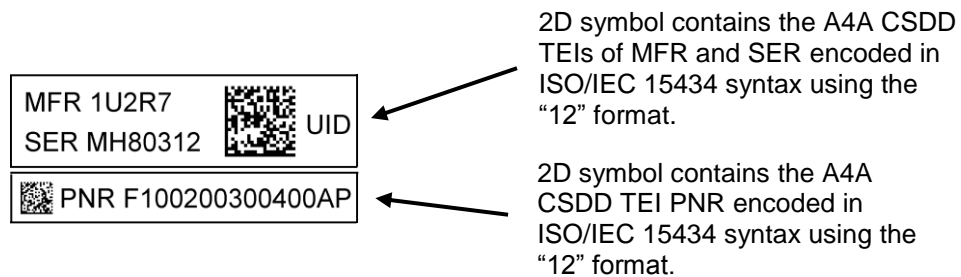 2D symbol contains the A4A CSDD
TEIs of MFR and SER encoded in
ISO/IEC 15434 syntax using the
“12” format.
MFR 1U2R7
SER MH80312
UID
PNR F100200300400AP
2D symbol contains the A4A
CSDD TEI PNR encoded in
ISO/IEC 15434 syntax using the
“12” format.